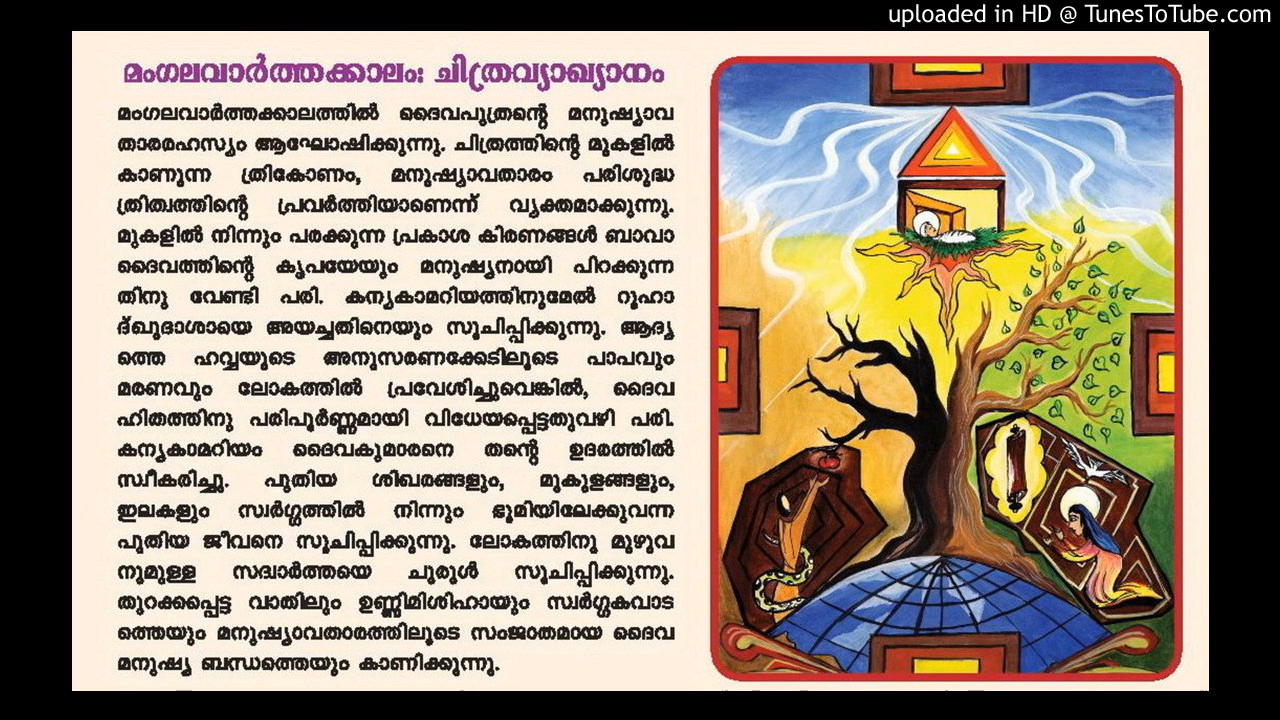 uploaded in HD @ TunesToTube.com
മംഗലവാർത്തക്കാലം: ചിത്രവ്യാഖ്യാനം
മംഗലവാർത്തക്കാലത്തിൽ ദൈവപുത്രന്റെ മനുഷ്യാവ
താരമഹസ്യം ആഘോഷിക്കുന്നു. ചിത്രത്തിന്റെ മുകളിൽ
കാണുന്ന ത്രികോണം, മനുഷ്യാവതാരം പരിശുദ്ധ
ത്രിത്വത്തിന്റെ പ്രവർത്തിയാണെന്ന് വ്യക്തമാക്കുന്നു.
മുകളിൽ നിന്നും പരക്കുന്ന പ്രകാശ കിരണങ്ങൾ ബാവാ
ദൈവത്തിന്റെ കൃപയേയും മനുഷ്യനായി പിറക്കുന്ന
തിനു വേണ്ടി പരി. കന്യകാമറിയത്തിനുമേൽ റൂഹാ
ദ്ഖുദാശായെ അയച്ചതിനെയും സൂചിപ്പിക്കുന്നു. ആദ്യ
ത്തെ ഹവ്വയുടെ അനുസരണക്കേടിലൂടെ പാപവും
മരണവും ലോകത്തിൽ പ്രവേശിച്ചുവെങ്കിൽ, ദൈവ
ഹിതത്തിനു പരിപൂർണ്ണമായി വിധേയപ്പെട്ടതുവഴി പരി.
കന്യകാമറിയം ദൈവകുമാരനെ തന്റെ ഉദരത്തിൽ
സ്വീകരിച്ചു. പുതിയ ശിഖരങ്ങളും, മുകുളങ്ങളും,
ഇലകളും സ്വർഗ്ഗത്തിൽ നിന്നും ഭൂമിയിലേക്കുവന്ന
പുതിയ ജീവനെ സൂചിപ്പിക്കുന്നു. ലോകത്തിനു മുഴുവ
നുമുള്ള സദ്വാർത്തയെ ചുരുൾ സൂചിപ്പിക്കുന്നു.
തുറക്കപ്പെട്ട വാതിലും ഉണ്ണിമിശിഹായും സ്വർഗ്ഗകവാട
ത്തെയും മനുഷ്യാവതാരത്തിലൂടെ സംജാതമായ ദൈവ
മനുഷ്യ ബന്ധത്തെയും കാണിക്കുന്നു.